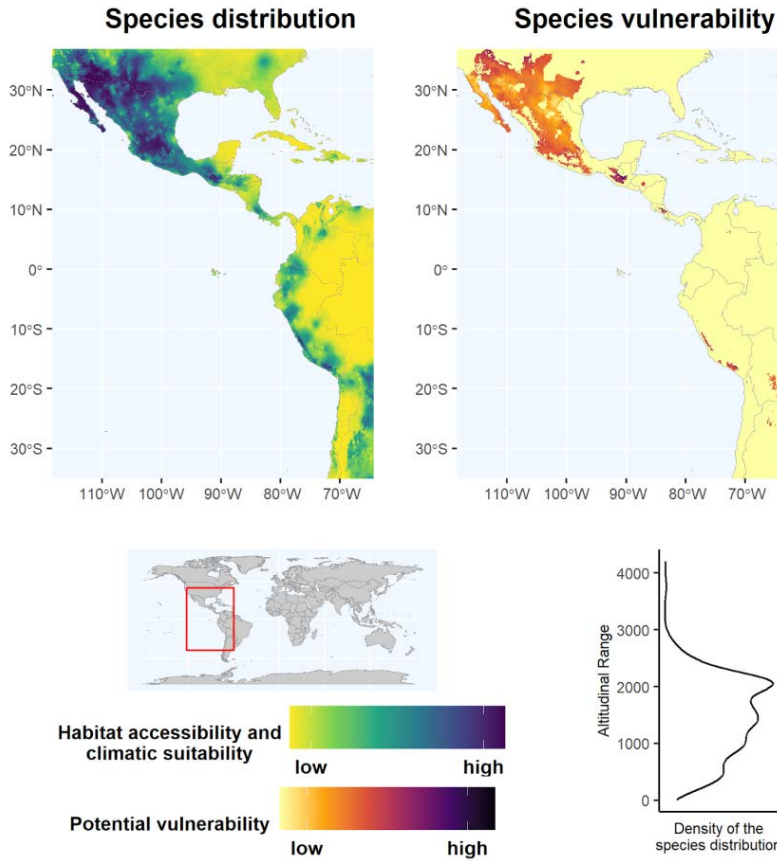 Species distribution
Species vulnerability
30°N
20°N
10°N
0°
10°S
20°S
30°S
110°W 100°W 90°W 80°W 70°W
30°N
20°N
10°N
0°
10°S
20°S
30°S
110°W 100°W 90°W 80°W 70°W
Habitat accessibility and
climatic suitability
low high
Potential vulnerability
low high
Altitudinal Range
4000
3000
2000
1000
0
Density of the
species distribution